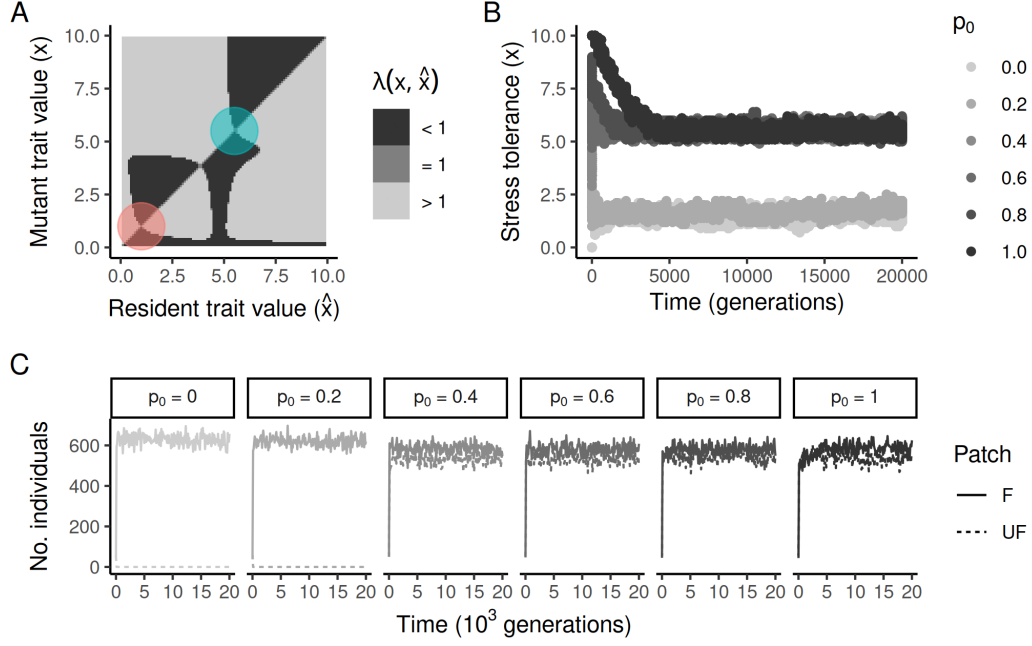 A
Mutant trait value (x)
10.0
7.5
5.0
2.5
0.0
0.0
2.5
5.0
7.5
10.0
Resident trait value (x̂)
λ(x, x̂)
< 1
= 1
> 1
B
Stress tolerance (x)
10.0
7.5
5.0
2.5
0.0
0
5000
10000
15000
20000
Time (generations)
p₀
0.0
0.2
0.4
0.6
0.8
1.0
C
No. individuals
600
400
200
0
p₀ = 0
p₀ = 0.2
p₀ = 0.4
p₀ = 0.6
p₀ = 0.8
p₀ = 1
0 5 10 15 20
0 5 10 15 20
0 5 10 15 20
0 5 10 15 20
0 5 10 15 20
0 5 10 15 20
Time (10³ generations)
Patch
F
UF